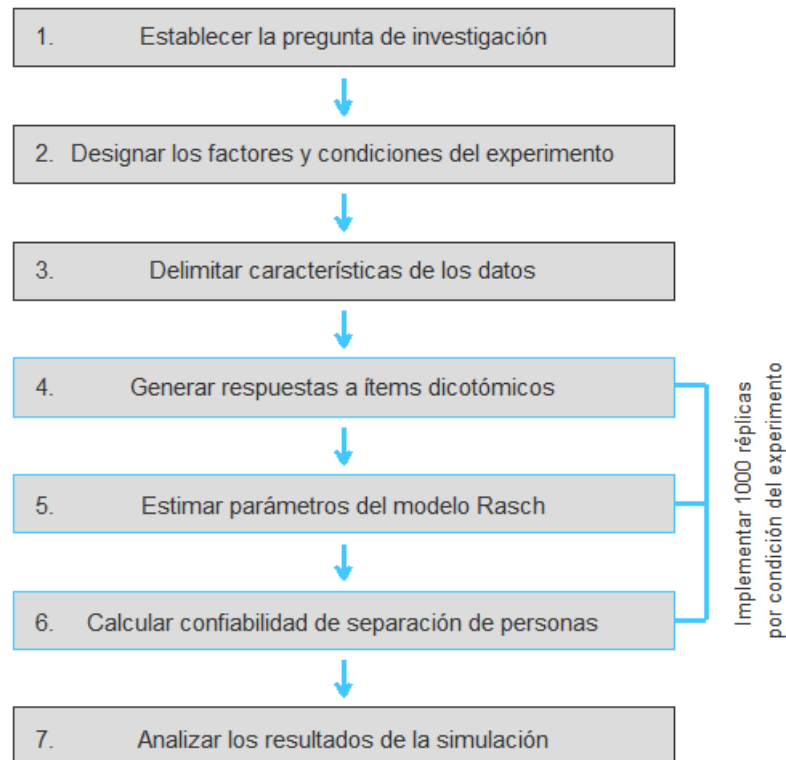 1. Establecer la pregunta de investigación
2. Designar los factores y condiciones del experimento
3. Delimitar características de los datos
4. Generar respuestas a ítems dicotómicos
5. Estimar parámetros del modelo Rasch
6. Calcular confiabilidad de separación de personas
7. Analizar los resultados de la simulación
Implementar 1000 réplicas
por condición del experimento